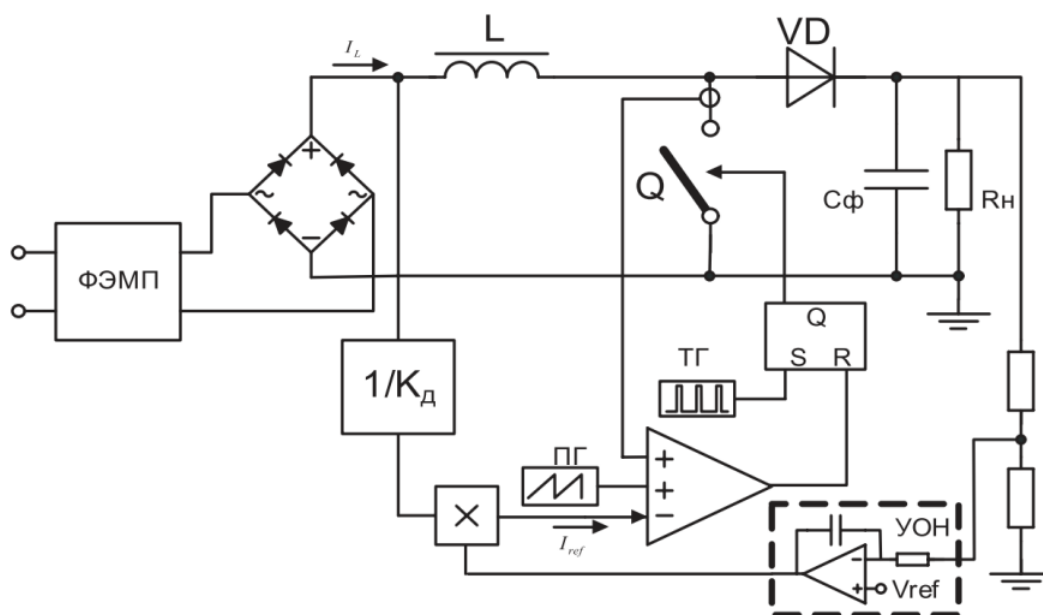 I_L
L
VD
+
~
~
−
ФЭМП
Q
Cф
Rн
Q
S R
ТГ
1/Kд
ПГ
+
+
−
×
I_ref
УОН
−
+
Vref